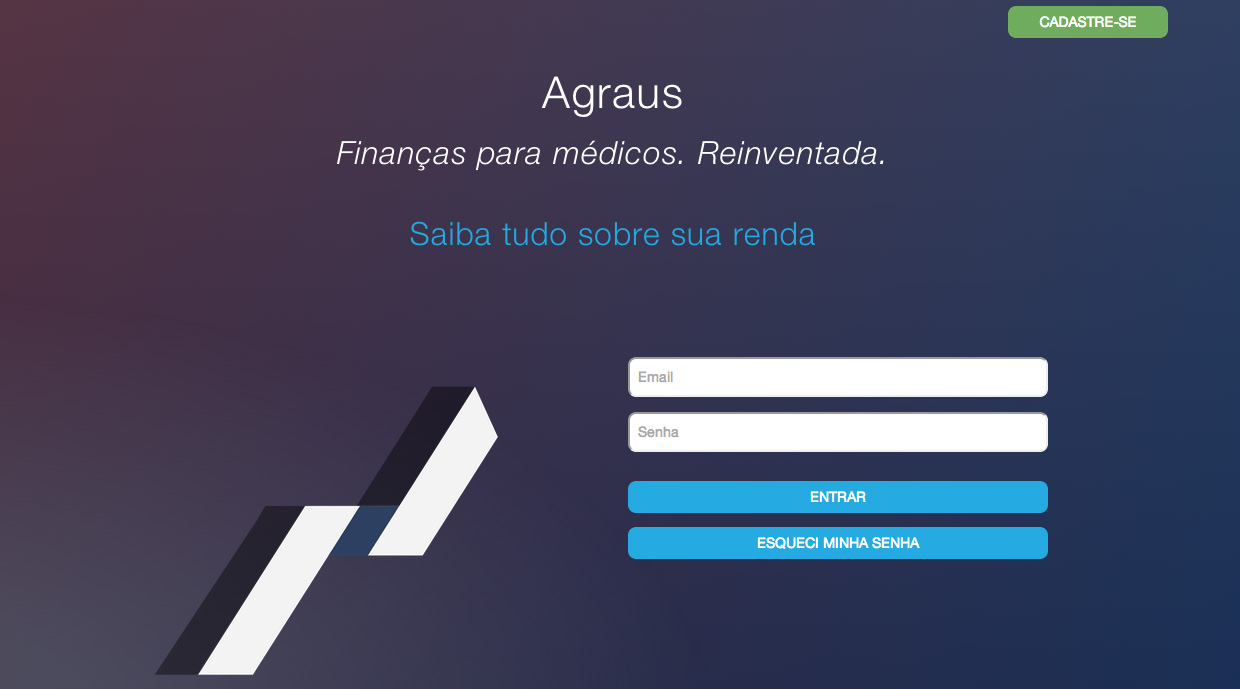 CADASTRE-SE
Agraus
Finanças para médicos. Reinventada.
Saiba tudo sobre sua renda
Email
Senha
ENTRAR
ESQUECI MINHA SENHA